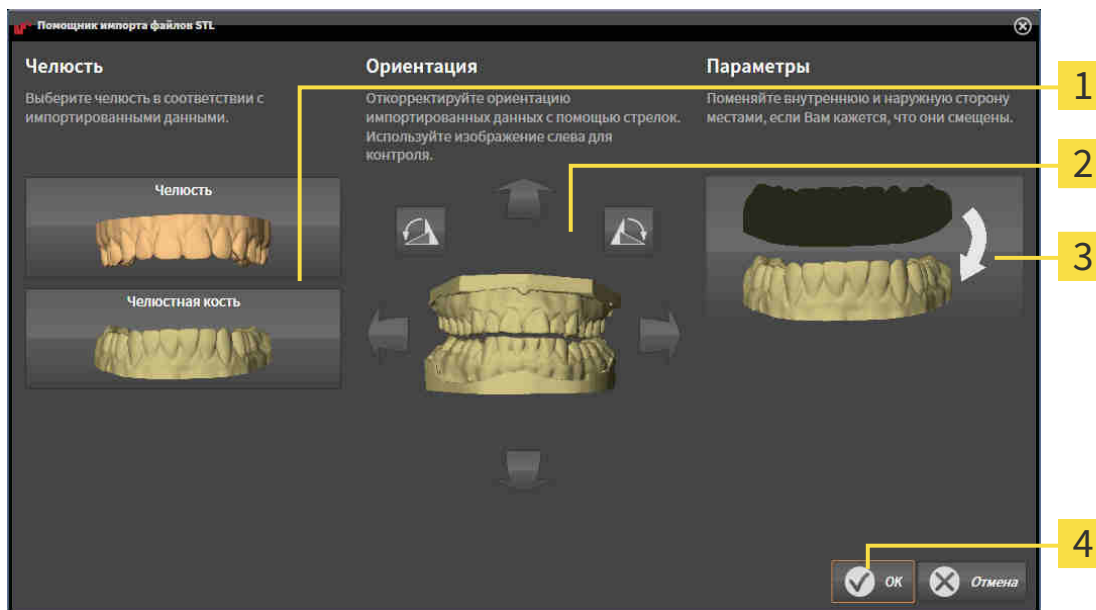 Помощник импорта файлов STL
Челюсть
Выберите челюсть в соответствии с
импортированными данными.
Челюсть
Челюстная кость
Ориентация
Откорректируйте ориентацию
импортированных данных с помощью стрелок.
Используйте изображение слева для
контроля.
Параметры
Поменяйте внутреннюю и наружную сторону
местами, если Вам кажется, что они смещены.
OK
Отмена
1
2
3
4